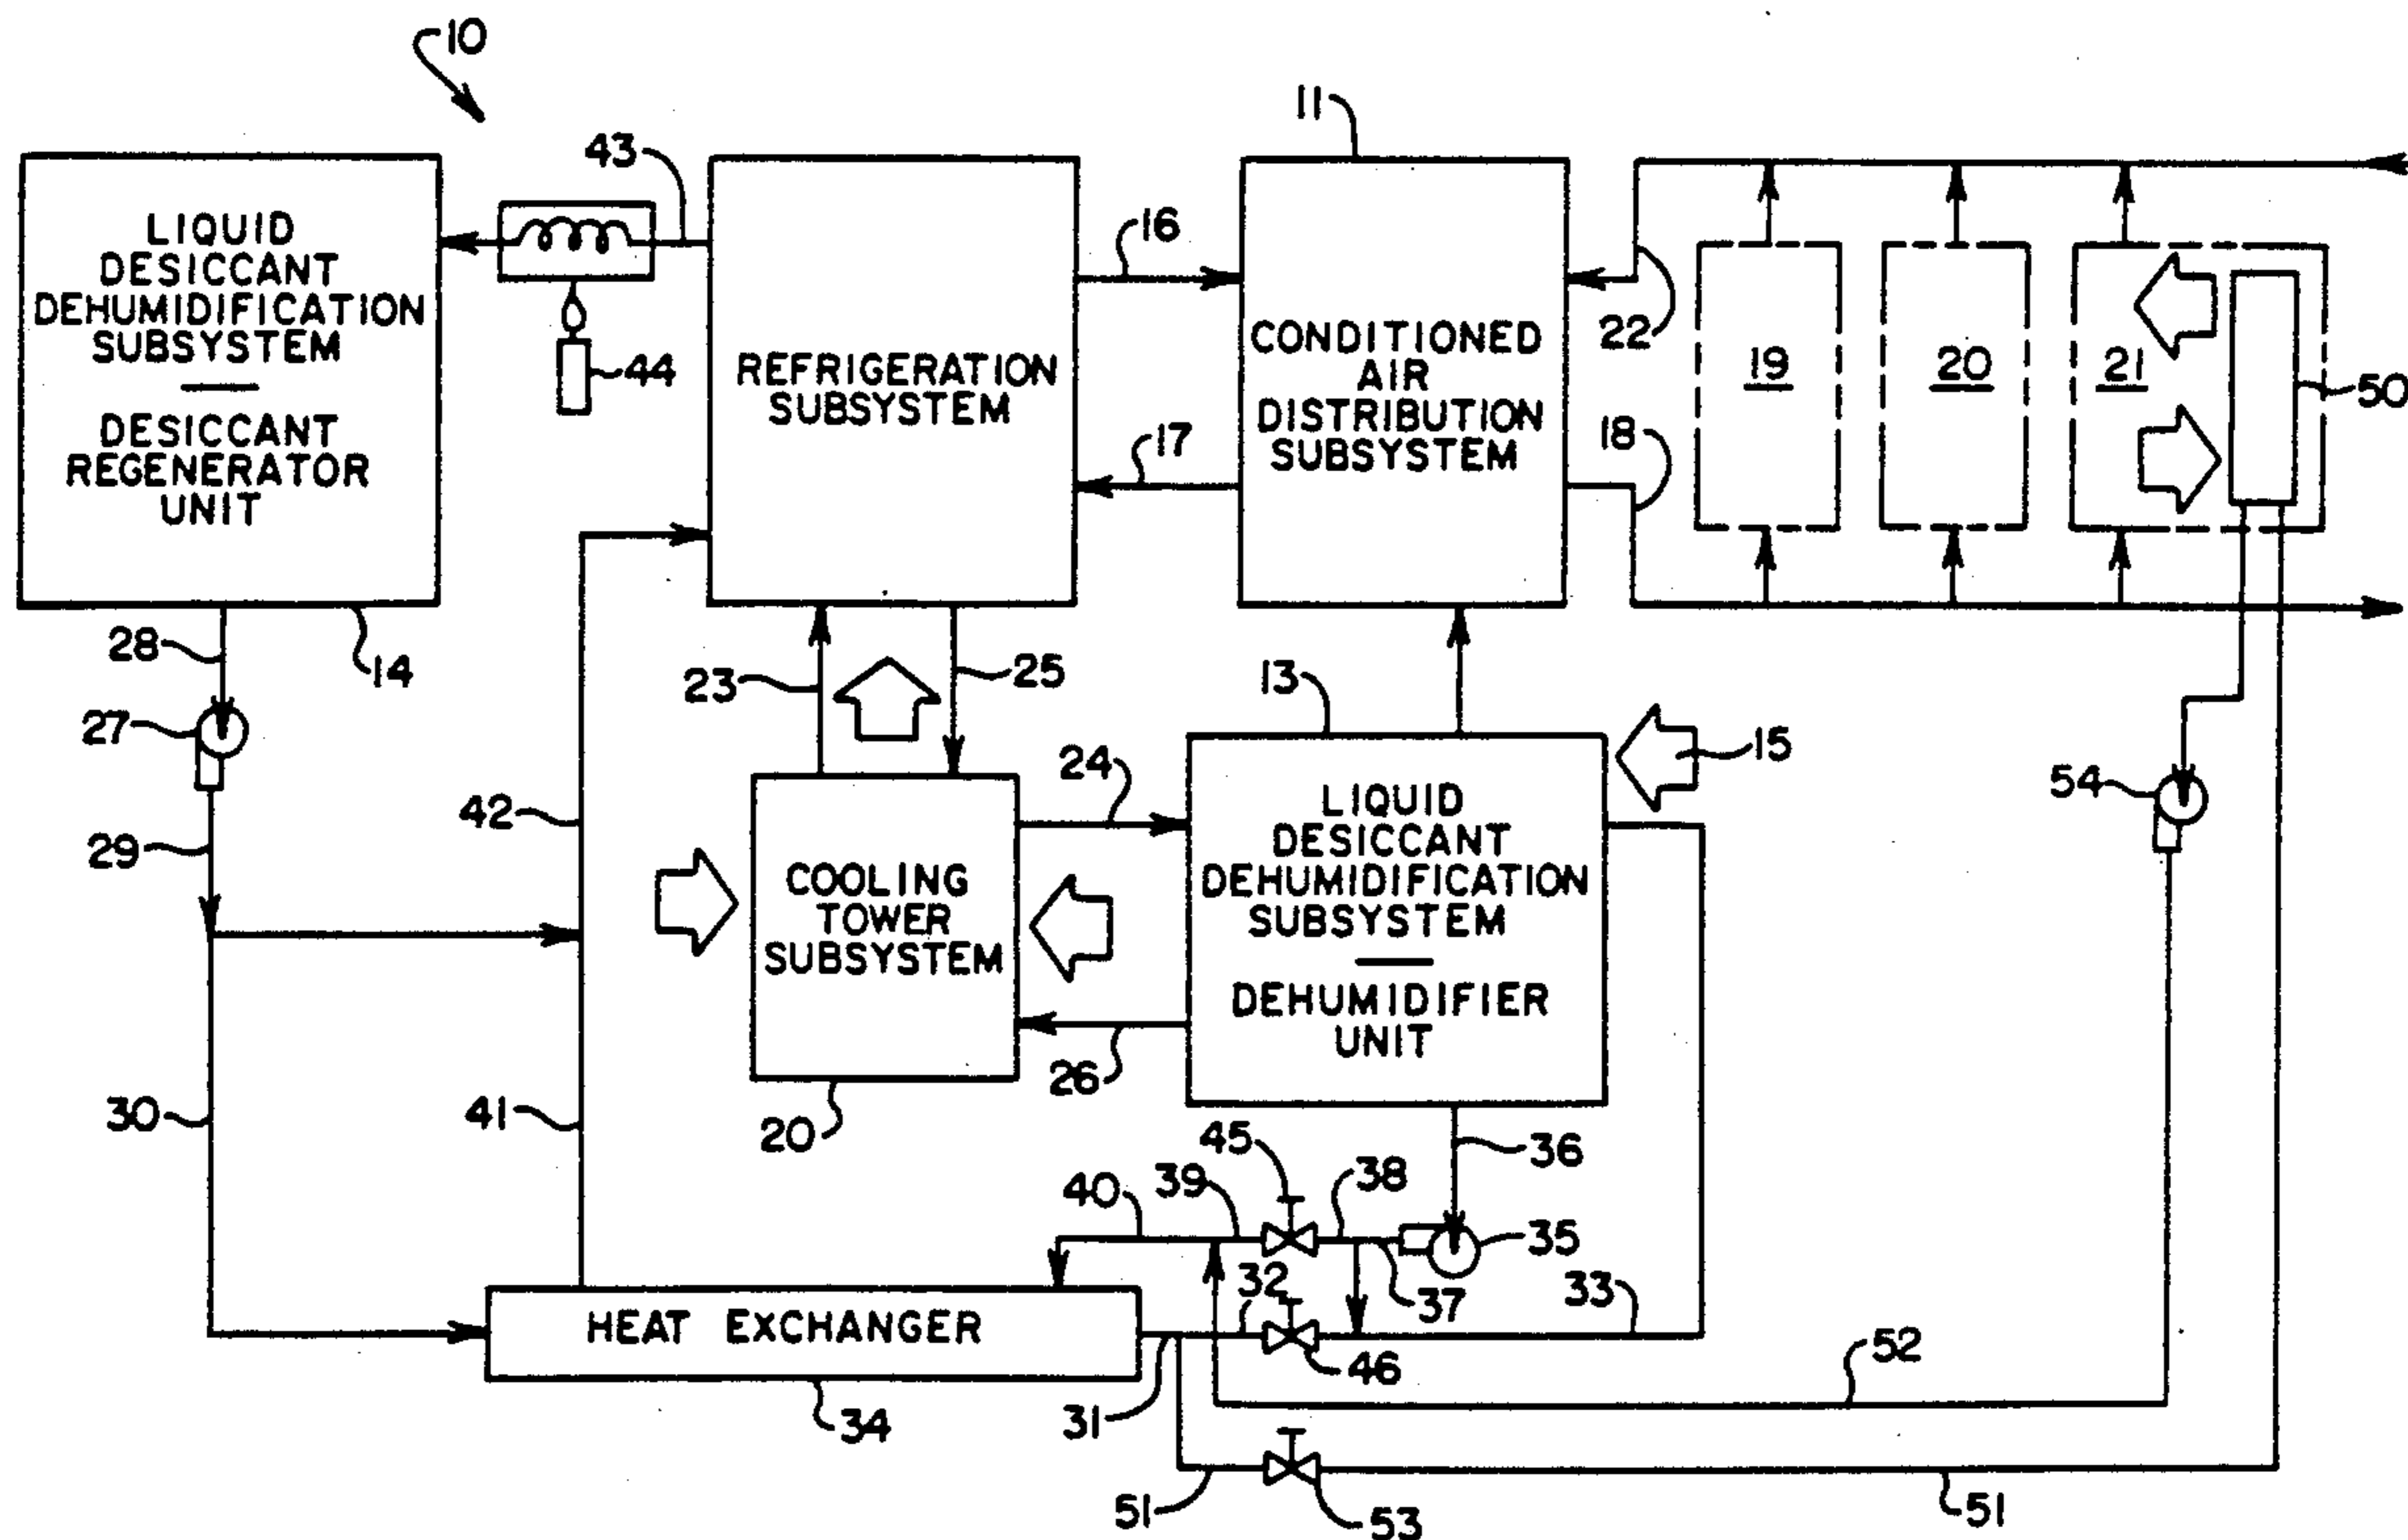 10
11
43
LIQUID
DESICCANT
DEHUMIDIFICATION
SUBSYSTEM
DESICCANT
REGENERATOR
UNIT
44
REFRIGERATION
SUBSYSTEM
16
17
CONDITIONED
AIR
DISTRIBUTION
SUBSYSTEM
22
18
19
20
21
50
28
14
23
25
13
15
27
29
42
24
54
COOLING
TOWER
SUBSYSTEM
LIQUID
DESICCANT
DEHUMIDIFICATION
SUBSYSTEM
DEHUMIDIFIER
UNIT
26
30
41
20
45
36
40
39
38
35
32
37
33
HEAT EXCHANGER
46
34
31
52
51
53
51